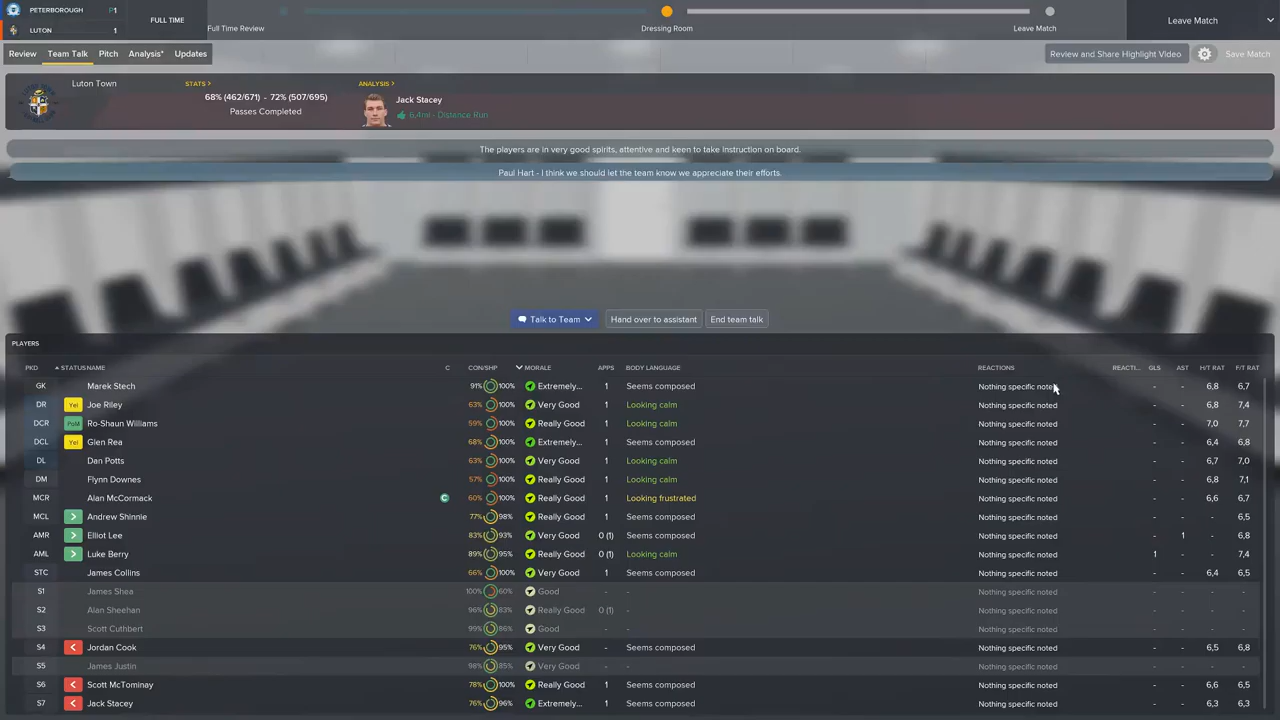 PETERBOROUGH P1
LUTON 1
FULL TIME
Full Time Review
Dressing Room
Leave Match
Leave Match
Review Team Talk Pitch Analysis* Updates
Review and Share Highlight Video Save Match
Luton Town
STATS >
68% (462/671) - 72% (507/695)
Passes Completed
ANALYSIS >
Jack Stacey
6,4mi - Distance Run
The players are in very good spirits, attentive and keen to take instruction on board.
Paul Hart - I think we should let the team know we appreciate their efforts.
Talk to Team Hand over to assistant End team talk
PLAYERS
PKD STATUS NAME C CON/SHP MORALE APPS BODY LANGUAGE REACTIONS REACTI... GLS AST H/T RAT F/T RAT
GK Marek Stech 91% 100% Extremely... 1 Seems composed Nothing specific noted - - 6,8 6,7
DR Yel Joe Riley 63% 100% Very Good 1 Looking calm Nothing specific noted - - 6,8 7,4
DCR PoM Ro-Shaun Williams 59% 100% Really Good 1 Looking calm Nothing specific noted - - 7,0 7,7
DCL Yel Glen Rea 68% 100% Extremely... 1 Seems composed Nothing specific noted - - 6,4 6,8
DL Dan Potts 63% 100% Very Good 1 Looking calm Nothing specific noted - - 6,7 7,0
DM Flynn Downes 57% 100% Really Good 1 Looking calm Nothing specific noted - - 6,8 7,1
MCR Alan McCormack C 60% 100% Really Good 1 Looking frustrated Nothing specific noted - - 6,6 6,7
MCL Andrew Shinnie 77% 98% Really Good 1 Seems composed Nothing specific noted - - - 6,5
AMR Elliot Lee 83% 93% Very Good 0 (1) Seems composed Nothing specific noted - 1 - 6,8
AML Luke Berry 89% 95% Really Good 0 (1) Looking calm Nothing specific noted 1 - - 7,4
STC James Collins 66% 100% Very Good 1 Seems composed Nothing specific noted - - 6,4 6,5
S1 James Shea 100% 60% Good - - Nothing specific noted - - - -
S2 Alan Sheehan 96% 83% Really Good 0 (1) - Nothing specific noted - - - -
S3 Scott Cuthbert 99% 86% Good - - Nothing specific noted - - - -
S4 Jordan Cook 76% 95% Very Good - Seems composed Nothing specific noted - - 6,5 6,8
S5 James Justin 98% 85% Very Good - - Nothing specific noted - - - -
S6 Scott McTominay 78% 100% Really Good 1 Seems composed Nothing specific noted - - 6,6 6,5
S7 Jack Stacey 76% 96% Extremely... 1 Seems composed Nothing specific noted - - 6,3 6,3